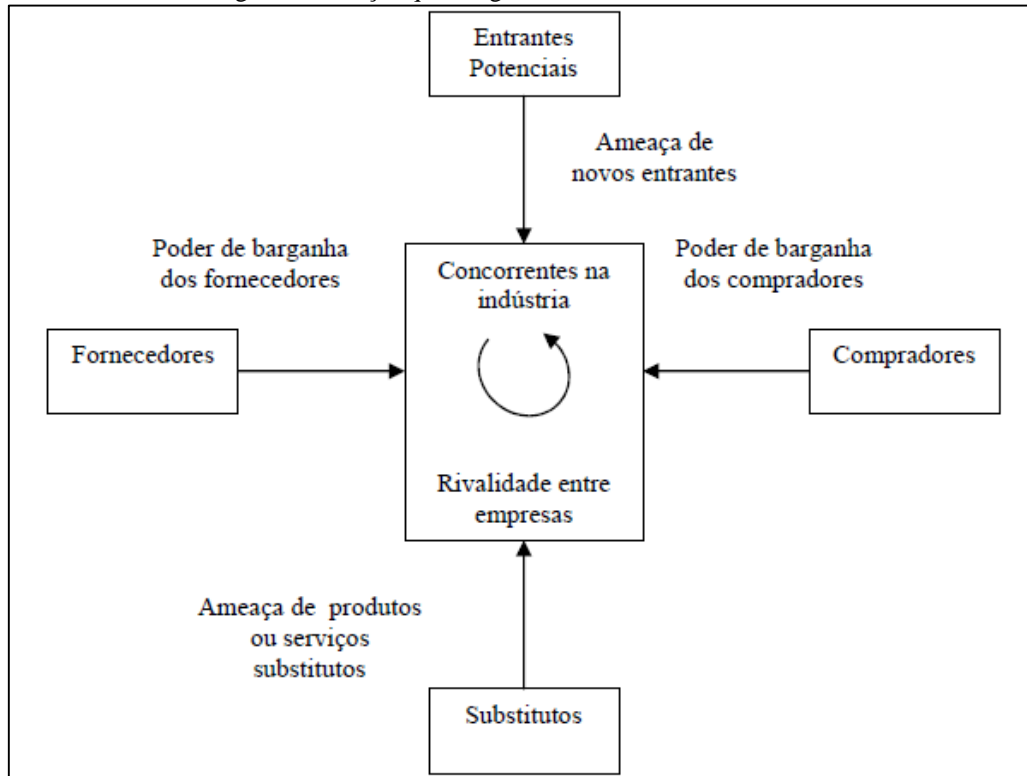 Entrantes
Potenciais
Ameaça de
novos entrantes
Poder de barganha
dos fornecedores
Concorrentes na
indústria
Poder de barganha
dos compradores
Fornecedores
Compradores
Rivalidade entre
empresas
Ameaça de produtos
ou serviços
substitutos
Substitutos